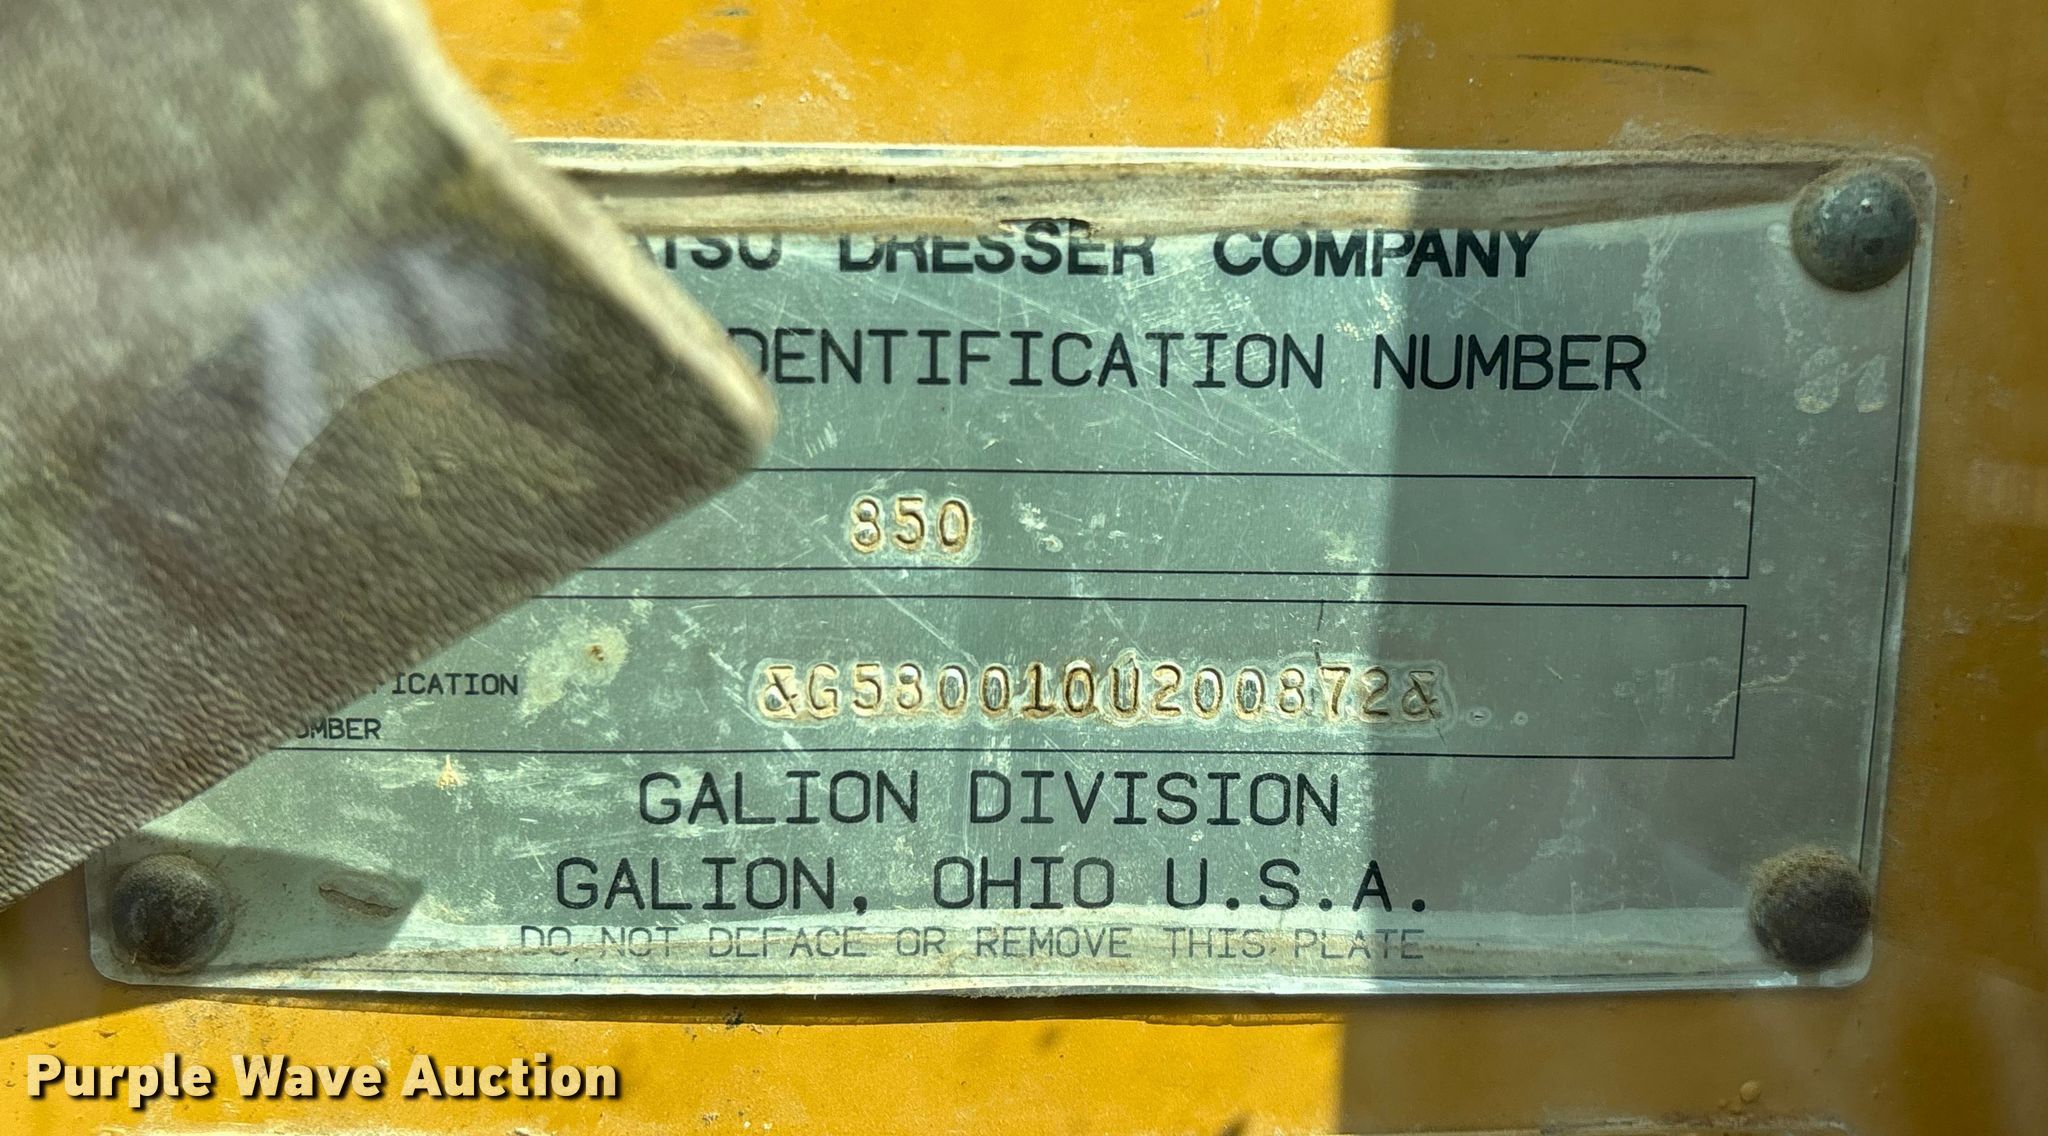 ATSU DRESSER COMPANY
DENTIFICATION NUMBER
850
FICATION
UMBER
&G580010U200872&
GALION DIVISION
GALION, OHIO U.S.A.
DO NOT DEFACE OR REMOVE THIS PLATE
Purple Wave Auction